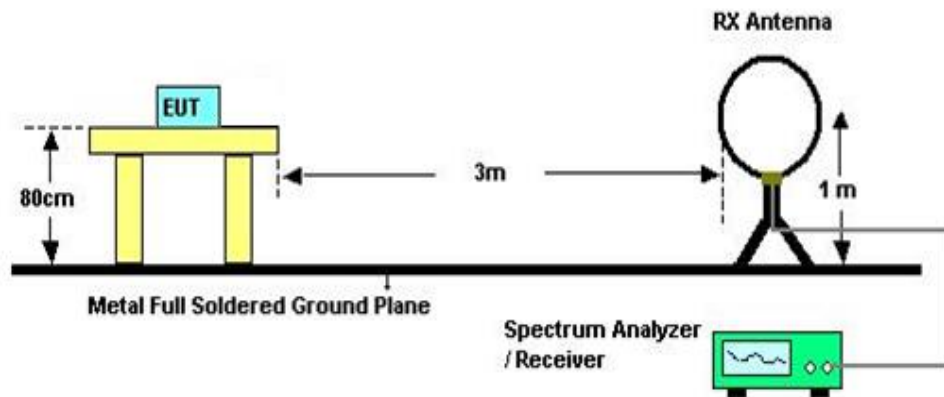 RX Antenna
EUT
3m
80cm
1 m
Metal Full Soldered Ground Plane
Spectrum Analyzer
/ Receiver